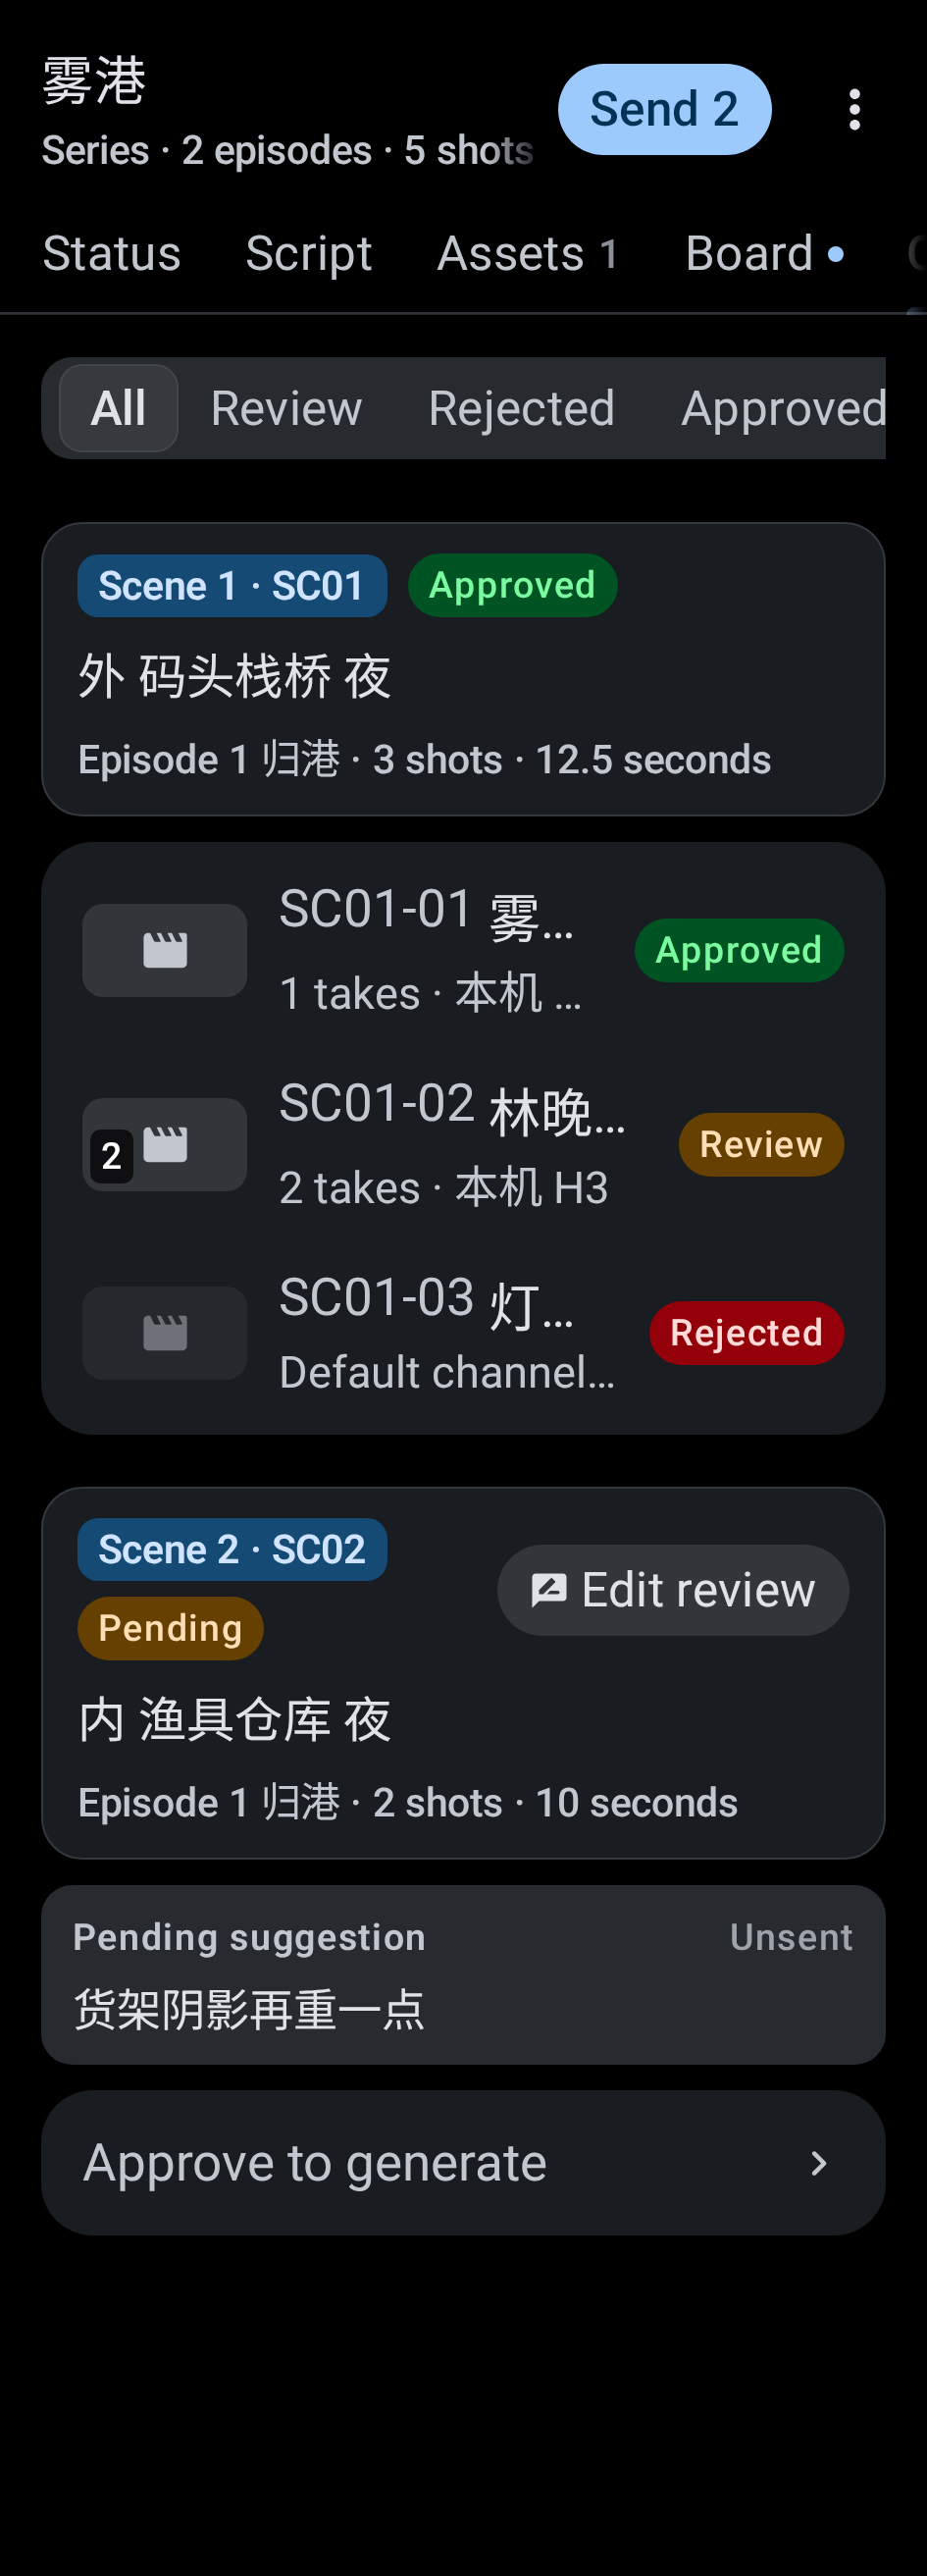 雾港
Send 2
Series · 2 episodes · 5 shots
Status Script Assets 1 Board
All Review Rejected Approved
Scene 1 · SC01 Approved
外 码头栈桥 夜
Episode 1 归港 · 3 shots · 12.5 seconds
SC01-01 雾…
Approved
1 takes · 本机 …
SC01-02 林晚…
2
Review
2 takes · 本机 H3
SC01-03 灯…
Rejected
Default channel…
Scene 2 · SC02
Edit review
Pending
内 渔具仓库 夜
Episode 1 归港 · 2 shots · 10 seconds
Pending suggestion Unsent
货架阴影再重一点
Approve to generate